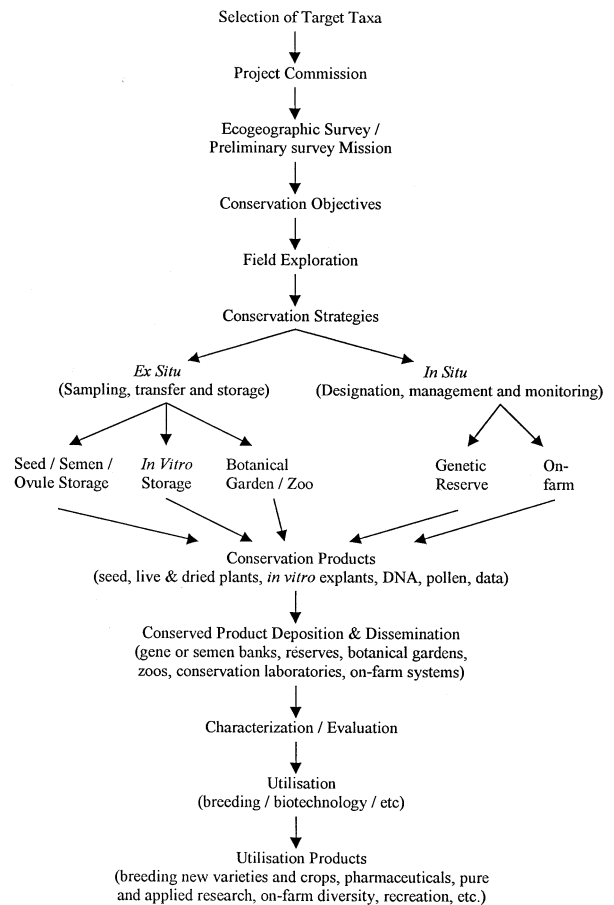 Selection of Target Taxa
Project Commission
Ecogeographic Survey /
Preliminary survey Mission
Conservation Objectives
Field Exploration
Conservation Strategies
Ex Situ
(Sampling, transfer and storage)
In Situ
(Designation, management and monitoring)
Seed / Semen /
Ovule Storage
In Vitro
Storage
Botanical
Garden / Zoo
Genetic
Reserve
On-
farm
Conservation Products
(seed, live & dried plants, in vitro explants, DNA, pollen, data)
Conserved Product Deposition & Dissemination
(gene or semen banks, reserves, botanical gardens,
zoos, conservation laboratories, on-farm systems)
Characterization / Evaluation
Utilisation
(breeding / biotechnology / etc)
Utilisation Products
(breeding new varieties and crops, pharmaceuticals, pure
and applied research, on-farm diversity, recreation, etc.)